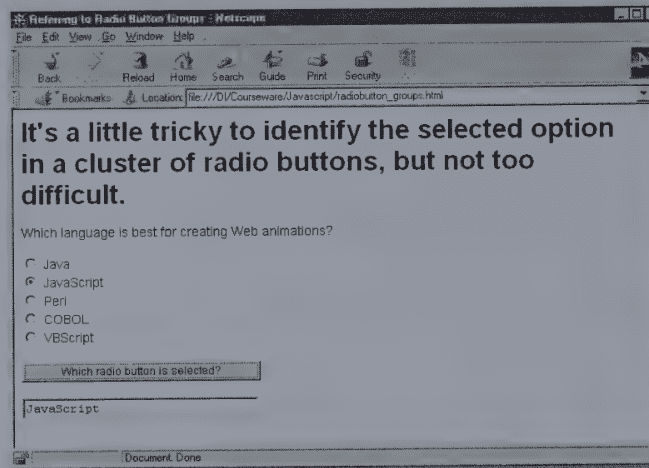 Referring to Radio Button Groups - Netscape
File Edit View Go Window Help
Back Reload Home Search Guide Print Security
Bookmarks Location: file:///D|/Courseware/Javascript/radiobutton_groups.html
It's a little tricky to identify the selected option
in a cluster of radio buttons, but not too
difficult.
Which language is best for creating Web animations?
Java
JavaScript
Perl
COBOL
VBScript
Which radio button is selected?
JavaScript
Document: Done